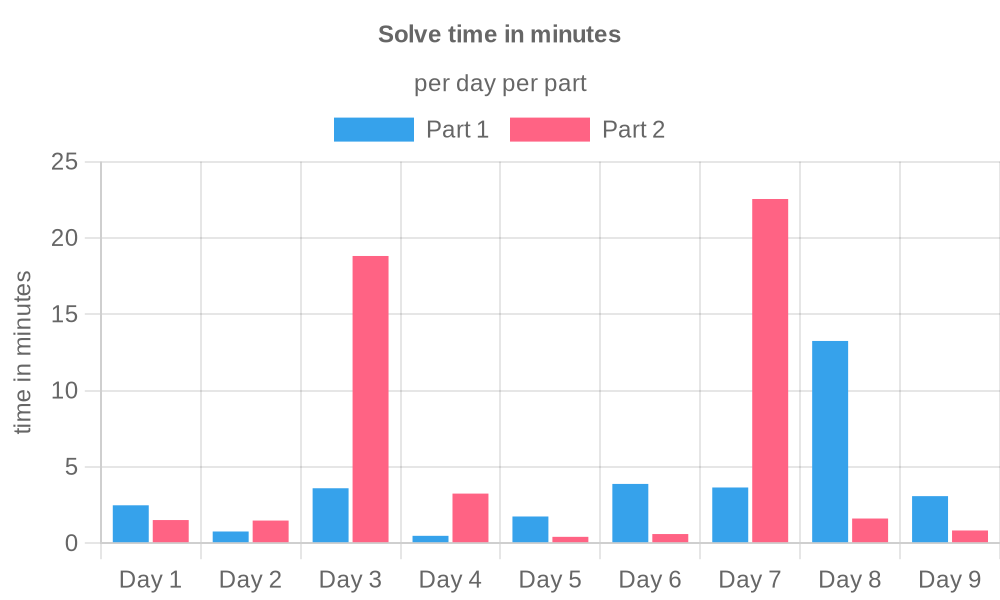 Solve time in minutes
per day per part
Part 1 Part 2
25
20
15
10
5
0
time in minutes
Day 1 Day 2 Day 3 Day 4 Day 5 Day 6 Day 7 Day 8 Day 9